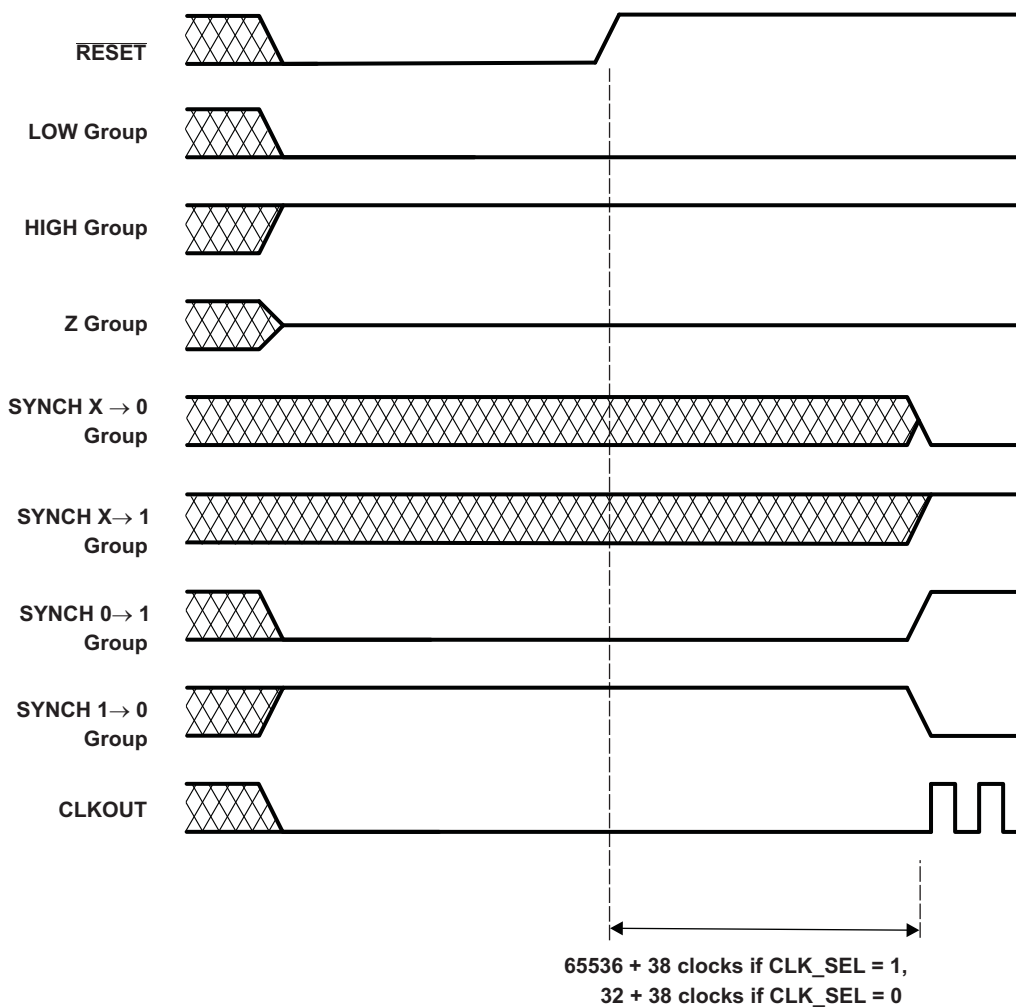 RESET
LOW Group
HIGH Group
Z Group
SYNCH X → 0
Group
SYNCH X→ 1
Group
SYNCH 0→ 1
Group
SYNCH 1→ 0
Group
CLKOUT
65536 + 38 clocks if CLK_SEL = 1,
32 + 38 clocks if CLK_SEL = 0